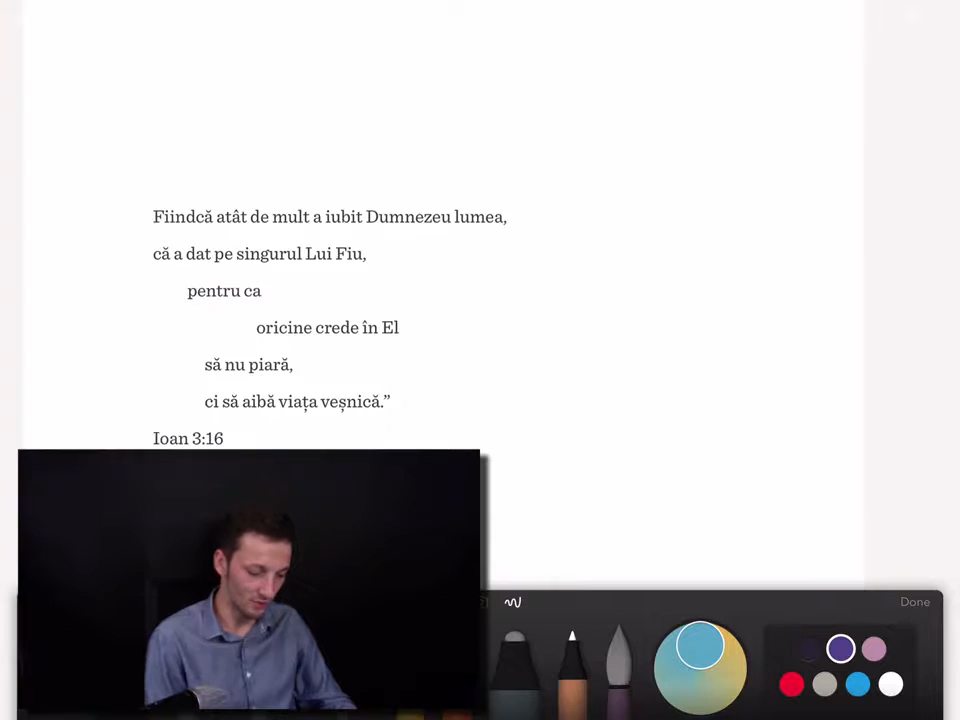 Fiindcă atât de mult a iubit Dumnezeu lumea,
că a dat pe singurul Lui Fiu,
pentru ca
oricine crede în El
să nu piară,
ci să aibă viața veșnică.”
Ioan 3:16
Done